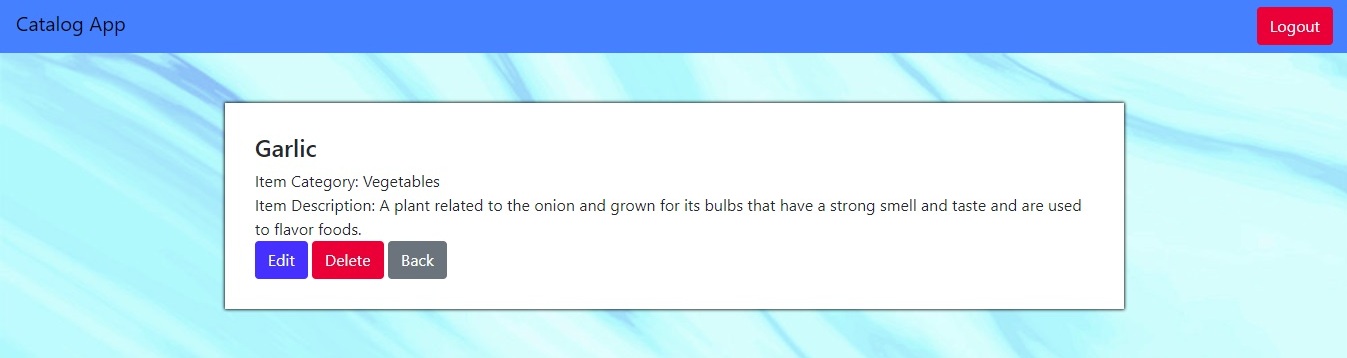 Catalog App
Logout
Garlic
Item Category: Vegetables
Item Description: A plant related to the onion and grown for its bulbs that have a strong smell and taste and are used
to flavor foods.
Edit Delete Back